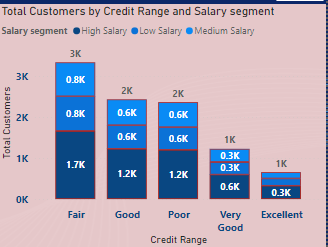 Total Customers by Credit Range and Salary segment
Salary segment High Salary Low Salary Medium Salary
3K
2K
2K
1K
1K
3K
2K
1K
0K
Total Customers
0.8K
0.8K
1.7K
0.6K
0.6K
1.2K
0.6K
0.6K
1.2K
0.3K
0.3K
0.6K
0.3K
Fair
Good
Poor
Very
Good
Excellent
Credit Range